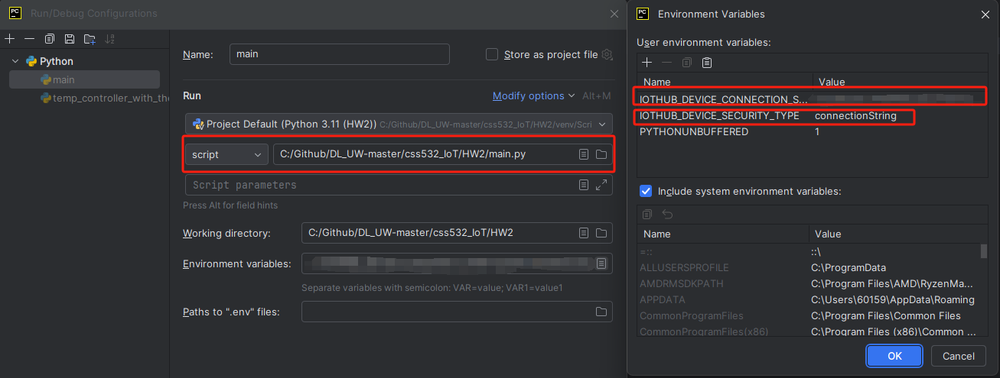 PC Run/Debug Configurations
Python
main
temp_controller_with_the
Name: main
Store as project file
Run
Modify options Alt+M
Project Default (Python 3.11 (HW2)) C:/Github/DL_UW-master/css532_IoT/HW2/venv/Scri
script C:/Github/DL_UW-master/css532_IoT/HW2/main.py
Script parameters
Press Alt for field hints
Working directory: C:/Github/DL_UW-master/css532_IoT/HW2
Environment variables:
Separate variables with semicolon: VAR=value; VAR1=value1
Paths to ".env" files:
PC Environment Variables
User environment variables:
Name Value
IOTHUB_DEVICE_CONNECTION_S...
IOTHUB_DEVICE_SECURITY_TYPE connectionString
PYTHONUNBUFFERED 1
Include system environment variables:
Name Value
=:: ::\
ALLUSERSPROFILE C:\ProgramData
AMDRMSDKPATH C:\Program Files\AMD\RyzenMa...
APPDATA C:\Users\60159\AppData\Roaming
CommonProgramFiles C:\Program Files\Common Files
CommonProgramFiles(x86) C:\Program Files (x86)\Common ...
OK Cancel